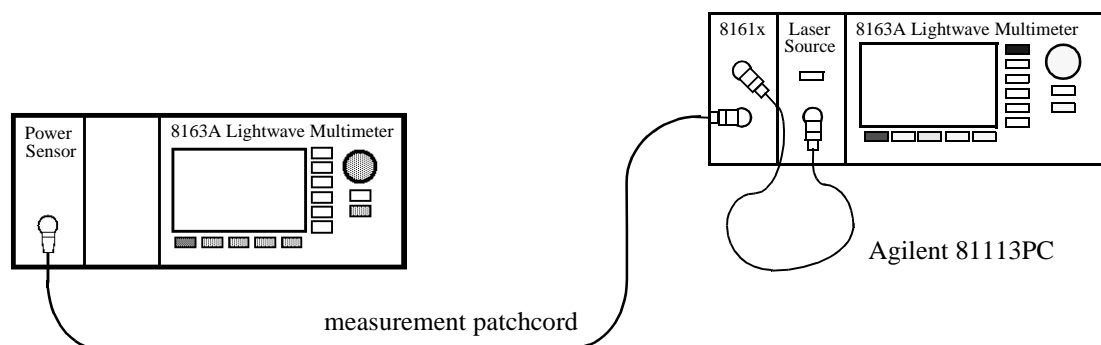 8161x
Laser
Source
8163A Lightwave Multimeter
Power
Sensor
8163A Lightwave Multimeter
Agilent 81113PC
measurement patchcord